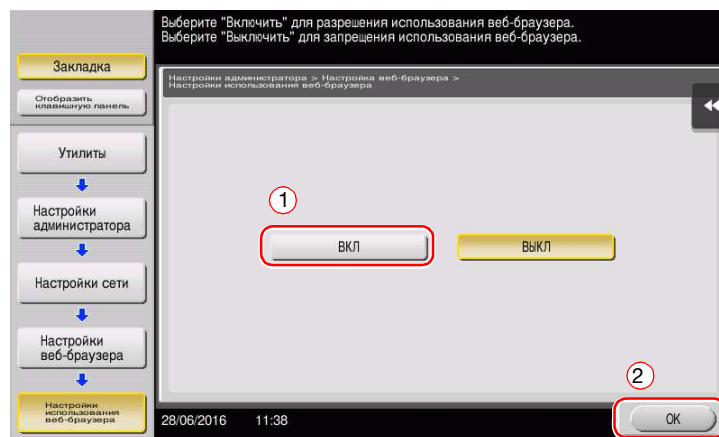 Выберите "Включить" для разрешения использования веб-браузера.
Выберите "Выключить" для запрещения использования веб-браузера.
Закладка
Отобразить
клавишную панель
Настройки администратора > Настройка веб-браузера >
Настройки использования веб-браузера
Утилиты
Настройки
администратора
Настройки сети
Настройки
веб-браузера
Настройки
использования
веб-браузера
1
ВКЛ
ВЫКЛ
2
28/06/2016 11:38
OK